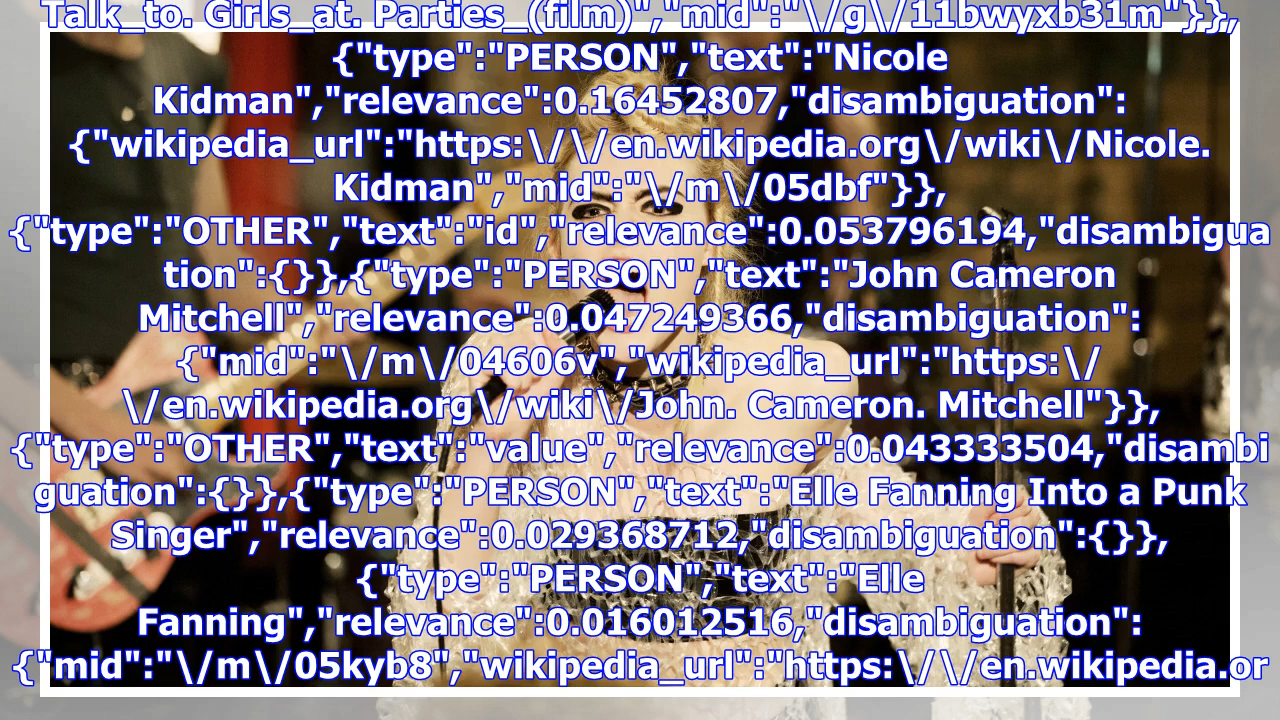 Talk_to. Girls_at. Parties_(film)","mid":"\/g\/11bwyxb31m"}},
{"type":"PERSON","text":"Nicole
Kidman","relevance":0.16452807,"disambiguation":
{"wikipedia_url":"https:\/\/en.wikipedia.org\/wiki\/Nicole.
Kidman","mid":"\/m\/05dbf"}},
{"type":"OTHER","text":"id","relevance":0.053796194,"disambigua
tion":{}},{"type":"PERSON","text":"John Cameron
Mitchell","relevance":0.047249366,"disambiguation":
{"mid":"\/m\/04606v","wikipedia_url":"https:\/
\/en.wikipedia.org\/wiki\/John. Cameron. Mitchell"}},
{"type":"OTHER","text":"value","relevance":0.043333504,"disambi
guation":{}},{"type":"PERSON","text":"Elle Fanning Into a Punk
Singer","relevance":0.029368712,"disambiguation":{}},
{"type":"PERSON","text":"Elle
Fanning","relevance":0.016012516,"disambiguation":
{"mid":"\/m\/05kyb8","wikipedia_url":"https:\/\/en.wikipedia.or